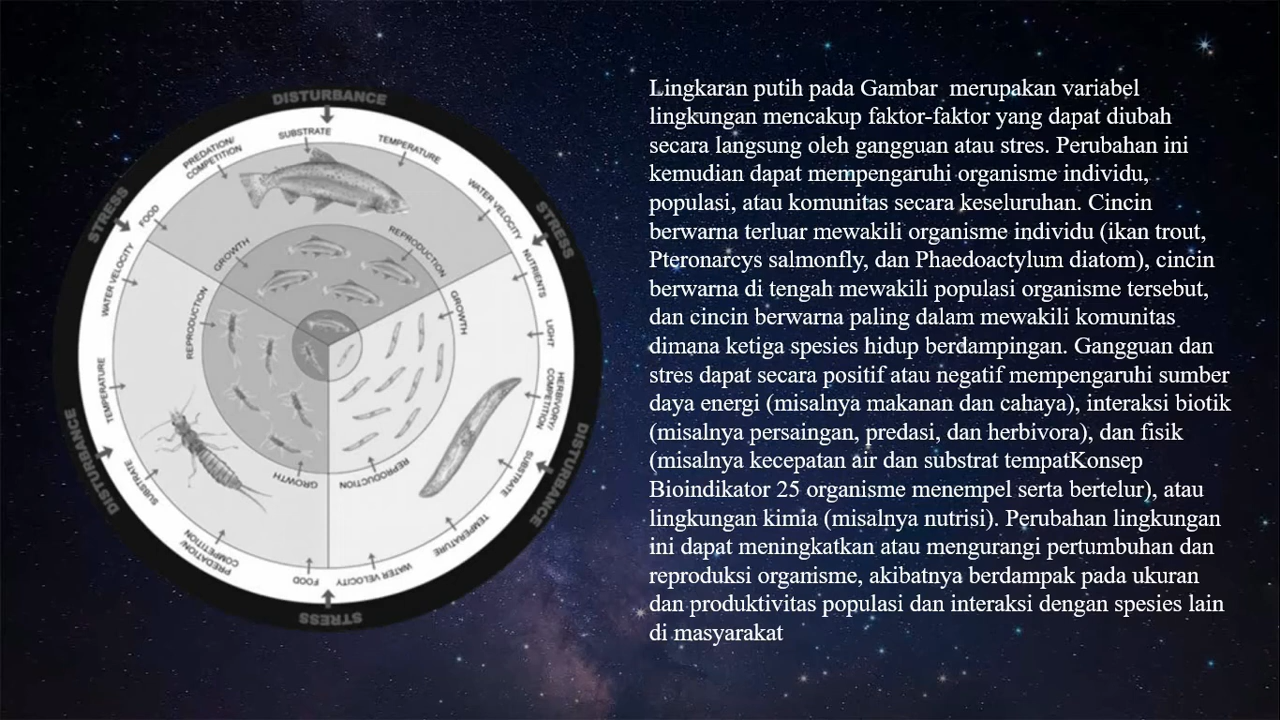 DISTURBANCE
SUBSTRATE
TEMPERATURE
PREDATION/
COMPETITION
WATER VELOCITY
STRESS
FOOD
STRESS
GROWTH
REPRODUCTION
WATER VELOCITY
NUTRIENTS
REPRODUCTION
GROWTH
LIGHT
TEMPERATURE
HERBIVORY/
COMPETITION
DISTURBANCE
SUBSTRATE
GROWTH
REPRODUCTION
SUBSTRATE
DISTURBANCE
PREDATION/
COMPETITION
TEMPERATURE
FOOD
WATER VELOCITY
STRESS
Lingkaran putih pada Gambar merupakan variabel
lingkungan mencakup faktor-faktor yang dapat diubah
secara langsung oleh gangguan atau stres. Perubahan ini
kemudian dapat mempengaruhi organisme individu,
populasi, atau komunitas secara keseluruhan. Cincin
berwarna terluar mewakili organisme individu (ikan trout,
Pteronarcys salmonfly, dan Phaedoactylum diatom), cincin
berwarna di tengah mewakili populasi organisme tersebut,
dan cincin berwarna paling dalam mewakili komunitas
dimana ketiga spesies hidup berdampingan. Gangguan dan
stres dapat secara positif atau negatif mempengaruhi sumber
daya energi (misalnya makanan dan cahaya), interaksi biotik
(misalnya persaingan, predasi, dan herbivora), dan fisik
(misalnya kecepatan air dan substrat tempatKonsep
Bioindikator 25 organisme menempel serta bertelur), atau
lingkungan kimia (misalnya nutrisi). Perubahan lingkungan
ini dapat meningkatkan atau mengurangi pertumbuhan dan
reproduksi organisme, akibatnya berdampak pada ukuran
dan produktivitas populasi dan interaksi dengan spesies lain
di masyarakat